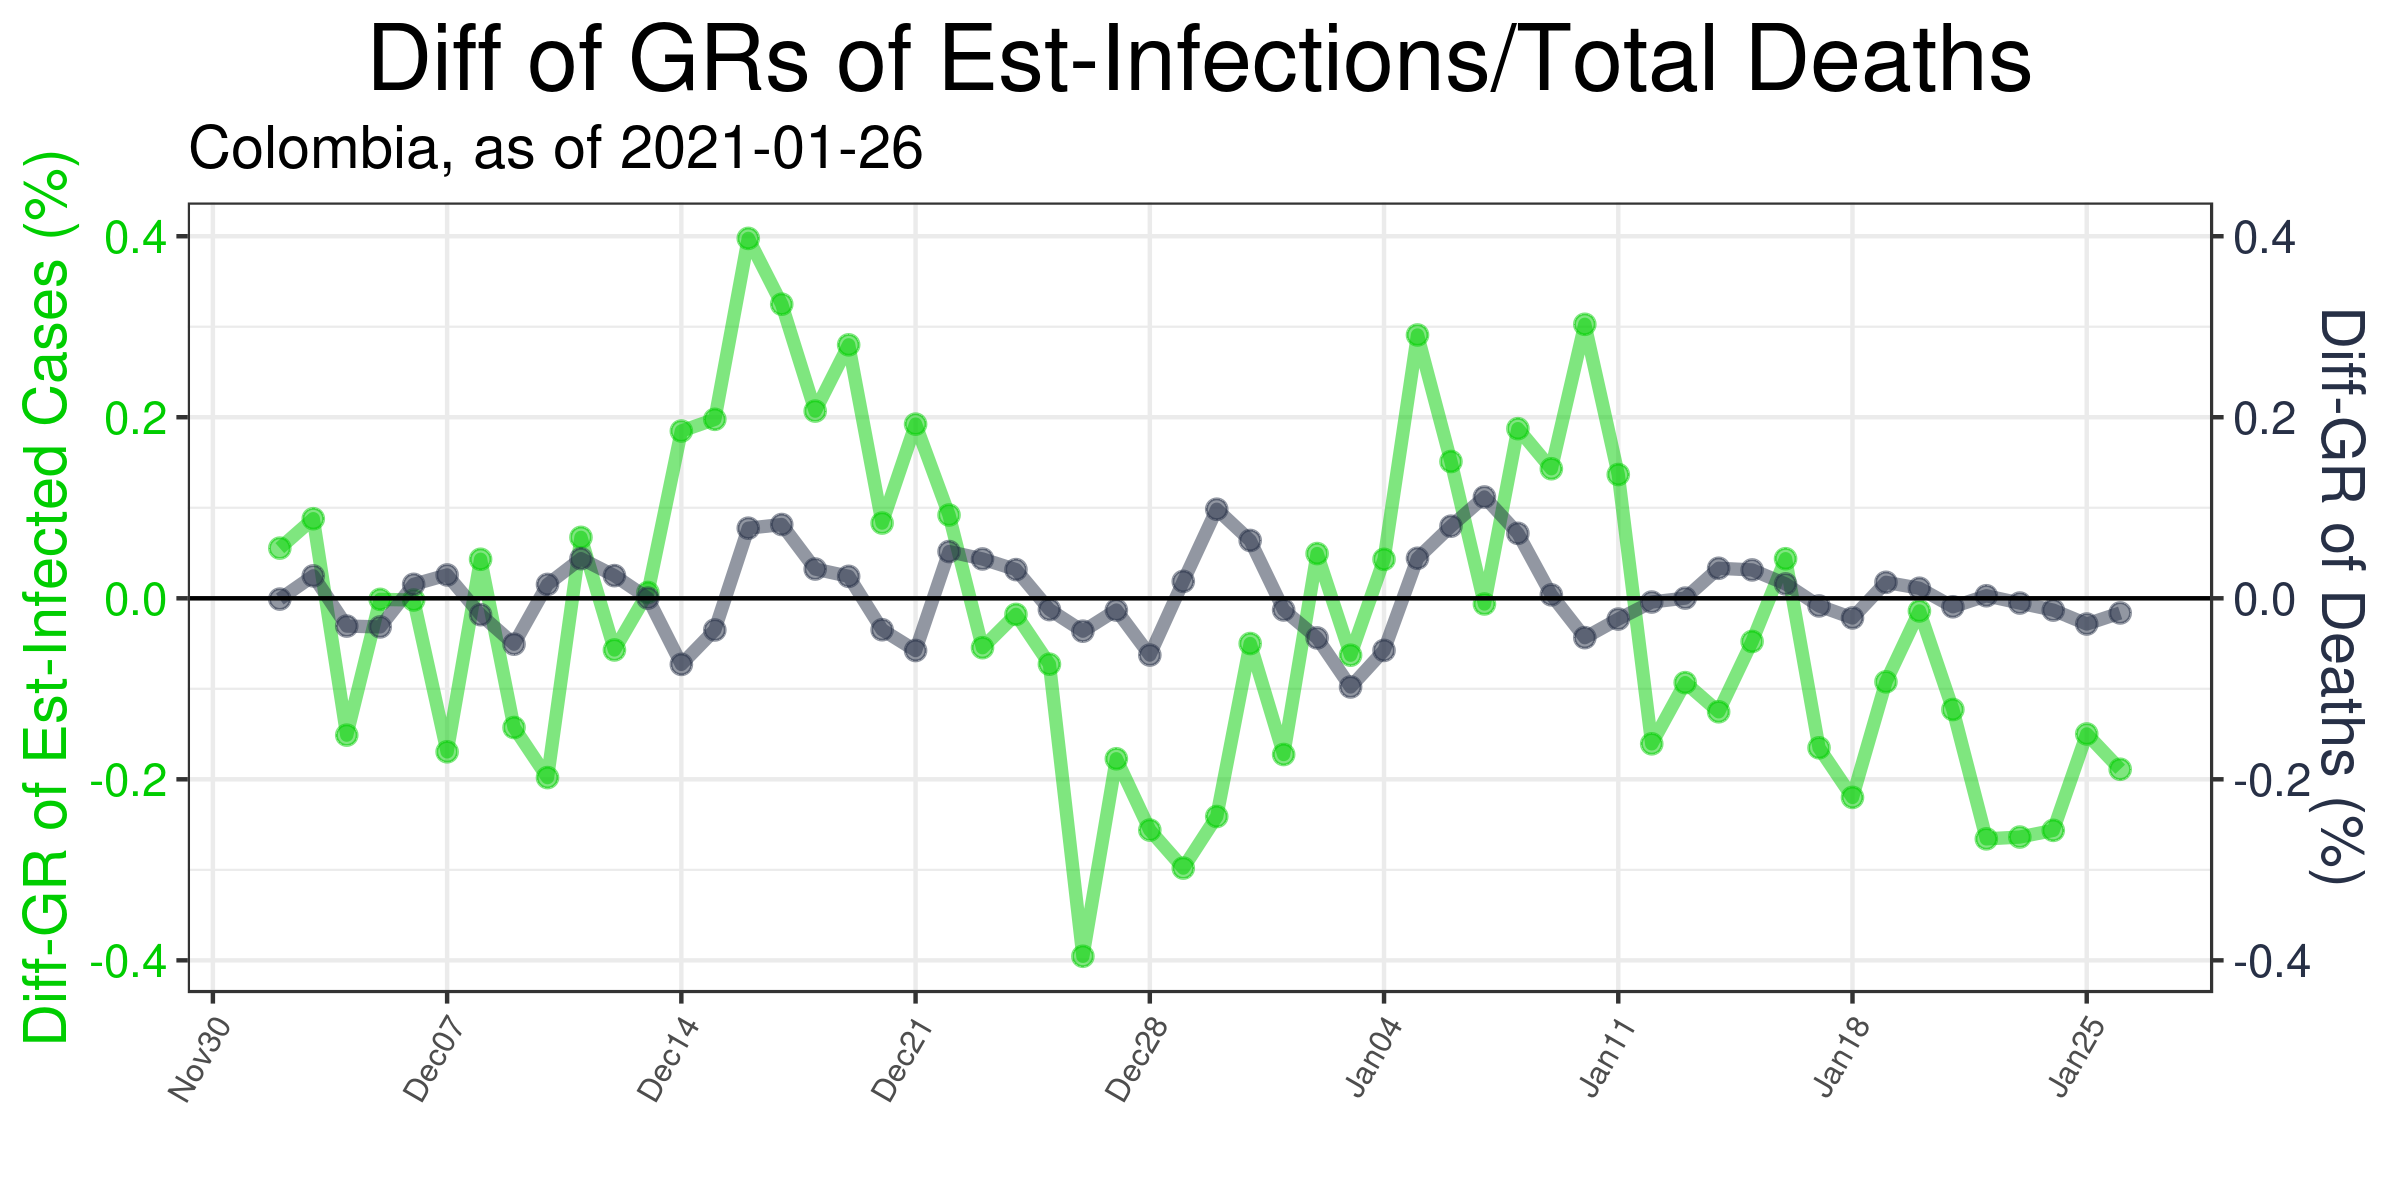 Diff of GRs of Est-Infections/Total Deaths
Colombia, as of 2021-01-26
Diff-GR of Est-Infected Cases (%)
0.4
0.2
0.0
-0.2
-0.4
0.4
0.2
0.0
-0.2
-0.4
Diff-GR of Deaths (%)
Nov30
Dec07
Dec14
Dec21
Dec28
Jan04
Jan11
Jan18
Jan25